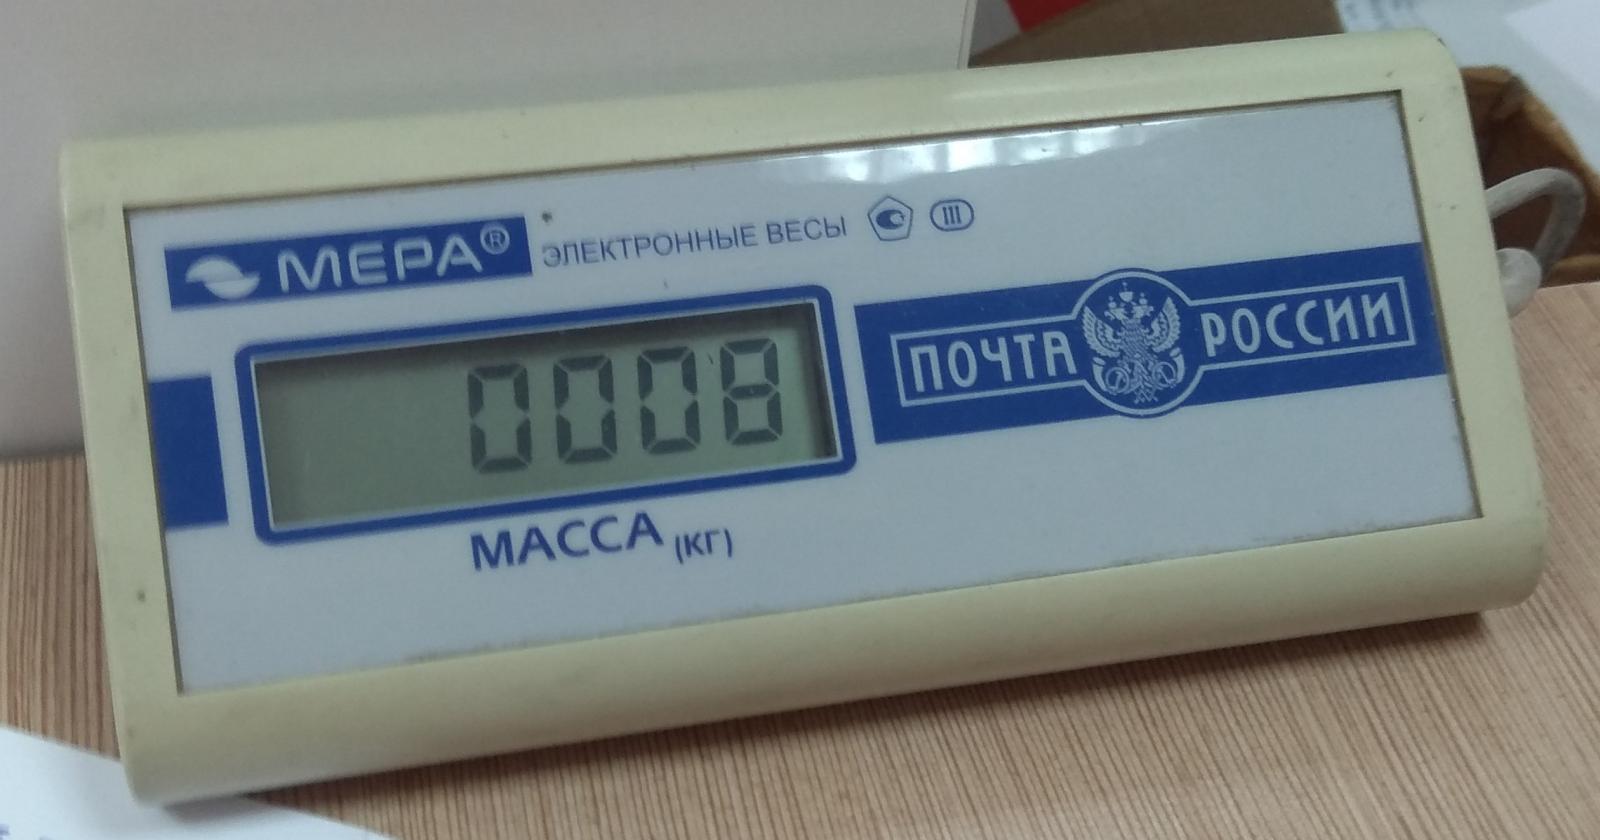 МЕРА® ЭЛЕКТРОННЫЕ ВЕСЫ III
0008
МАССА (КГ)
ПОЧТА РОССИИ